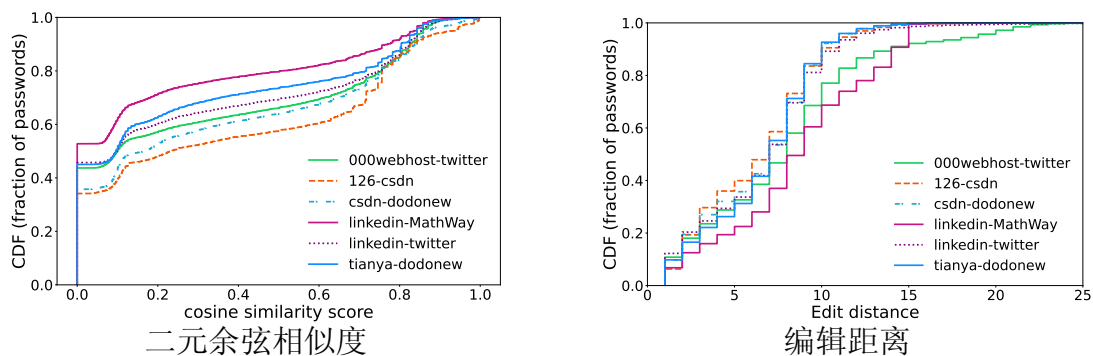 CDF (fraction of passwords)
1.0
0.8
0.6
0.4
0.2
0.0
000webhost-twitter
126-csdn
csdn-dodonew
linkedin-MathWay
linkedin-twitter
tianya-dodonew
0.0 0.2 0.4 0.6 0.8 1.0
cosine similarity score
二元余弦相似度
CDF (fraction of passwords)
1.0
0.8
0.6
0.4
0.2
0.0
000webhost-twitter
126-csdn
csdn-dodonew
linkedin-MathWay
linkedin-twitter
tianya-dodonew
0 5 10 15 20 25
Edit distance
编辑距离